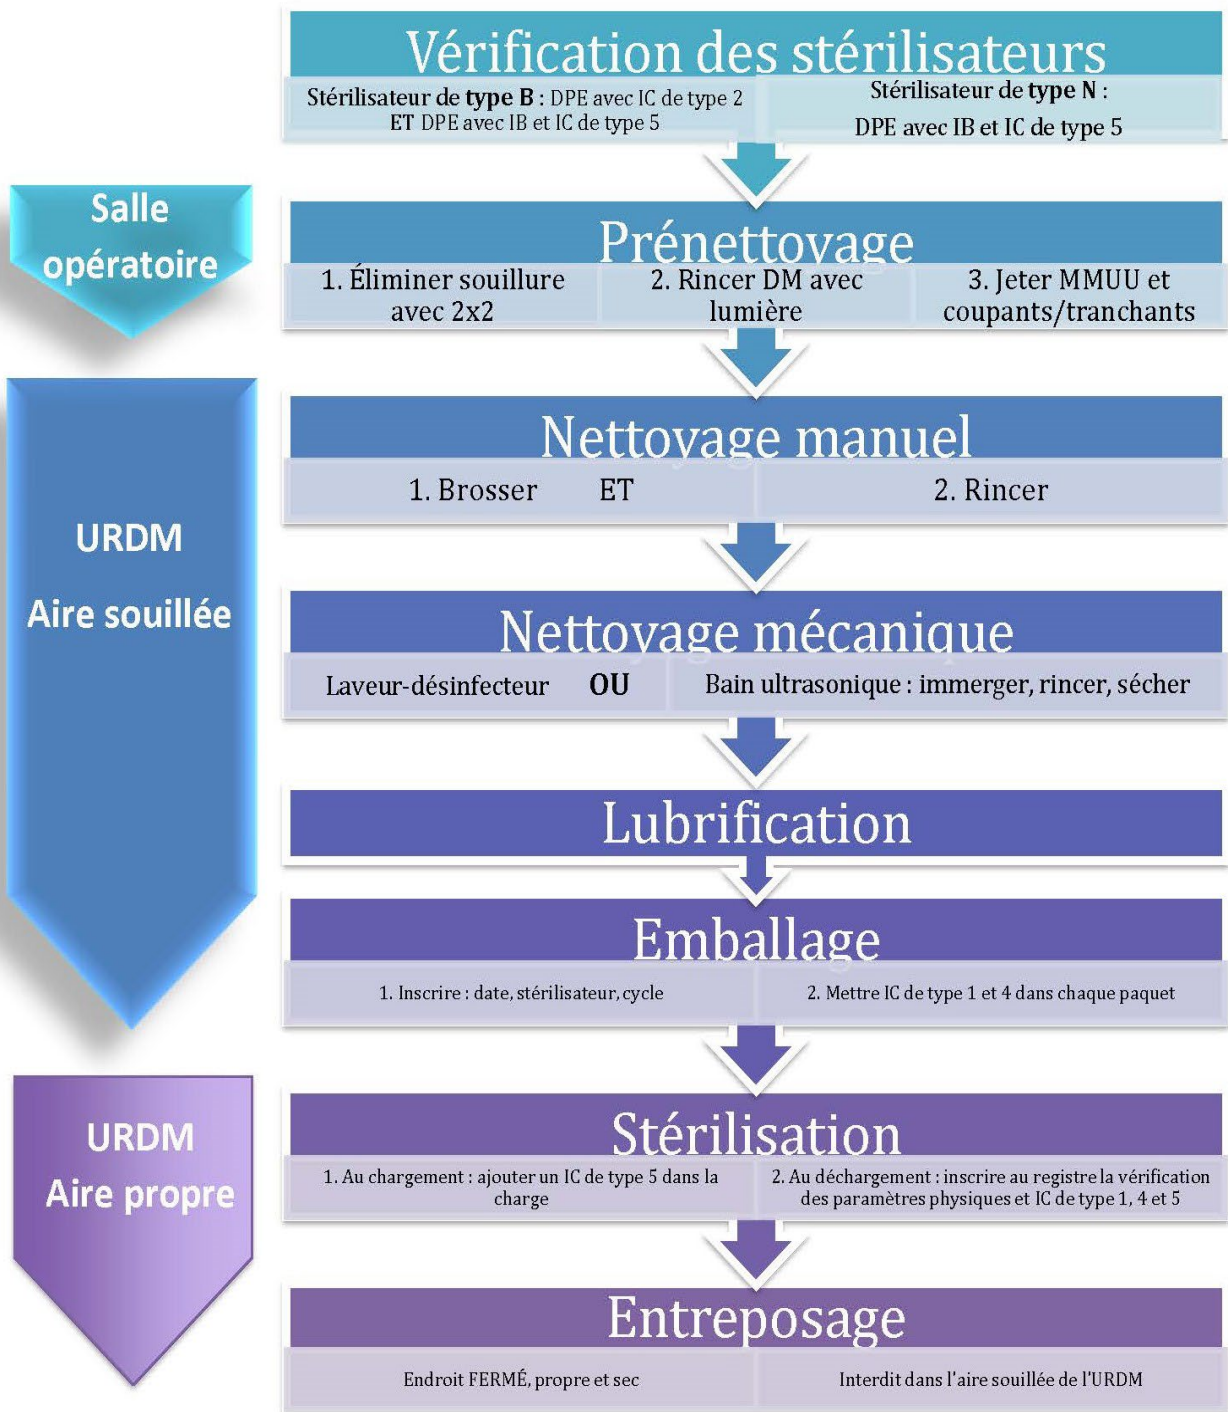 Vérification des stérilisateurs
Stérilisateur de type B : DPE avec IC de type 2
ET DPE avec IB et IC de type 5
Stérilisateur de type N :
DPE avec IB et IC de type 5
Salle
opératoire
Prénettoyage
1. Éliminer souillure
avec 2x2
2. Rincer DM avec
lumière
3. Jeter MMUU et
coupants/tranchants
URDM
Aire souillée
Nettoyage manuel
1. Brosser ET
2. Rincer
Nettoyage mécanique
Laveur-désinfecteur OU
Bain ultrasonique : immerger, rincer, sécher
Lubrification
Emballage
1. Inscrire : date, stérilisateur, cycle
2. Mettre IC de type 1 et 4 dans chaque paquet
URDM
Aire propre
Stérilisation
1. Au chargement : ajouter un IC de type 5 dans la
charge
2. Au déchargement : inscrire au registre la vérification
des paramètres physiques et IC de type 1, 4 et 5
Entreposage
Endroit FERMÉ, propre et sec
Interdit dans l'aire souillée de l'URDM